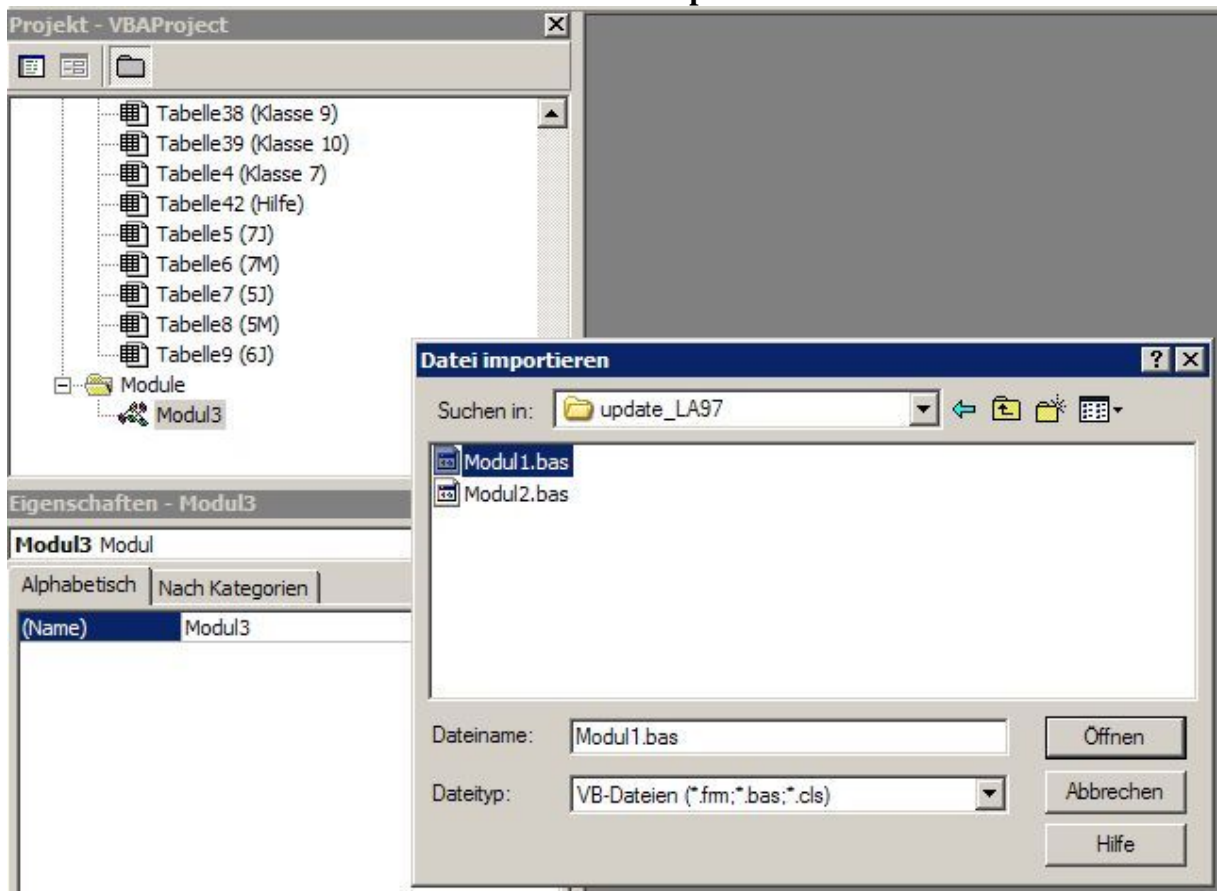 Projekt - VBAProject
Tabelle38 (Klasse 9)
Tabelle39 (Klasse 10)
Tabelle4 (Klasse 7)
Tabelle42 (Hilfe)
Tabelle5 (7J)
Tabelle6 (7M)
Tabelle7 (5J)
Tabelle8 (5M)
Tabelle9 (6J)
Module
Modul3
Eigenschaften - Modul3
Modul3 Modul
Alphabetisch Nach Kategorien
(Name) Modul3
Datei importieren
Suchen in: update_LA97
Modul1.bas
Modul2.bas
Dateiname: Modul1.bas Öffnen
Dateityp: VB-Dateien (*.frm;*.bas;*.cls) Abbrechen
Hilfe